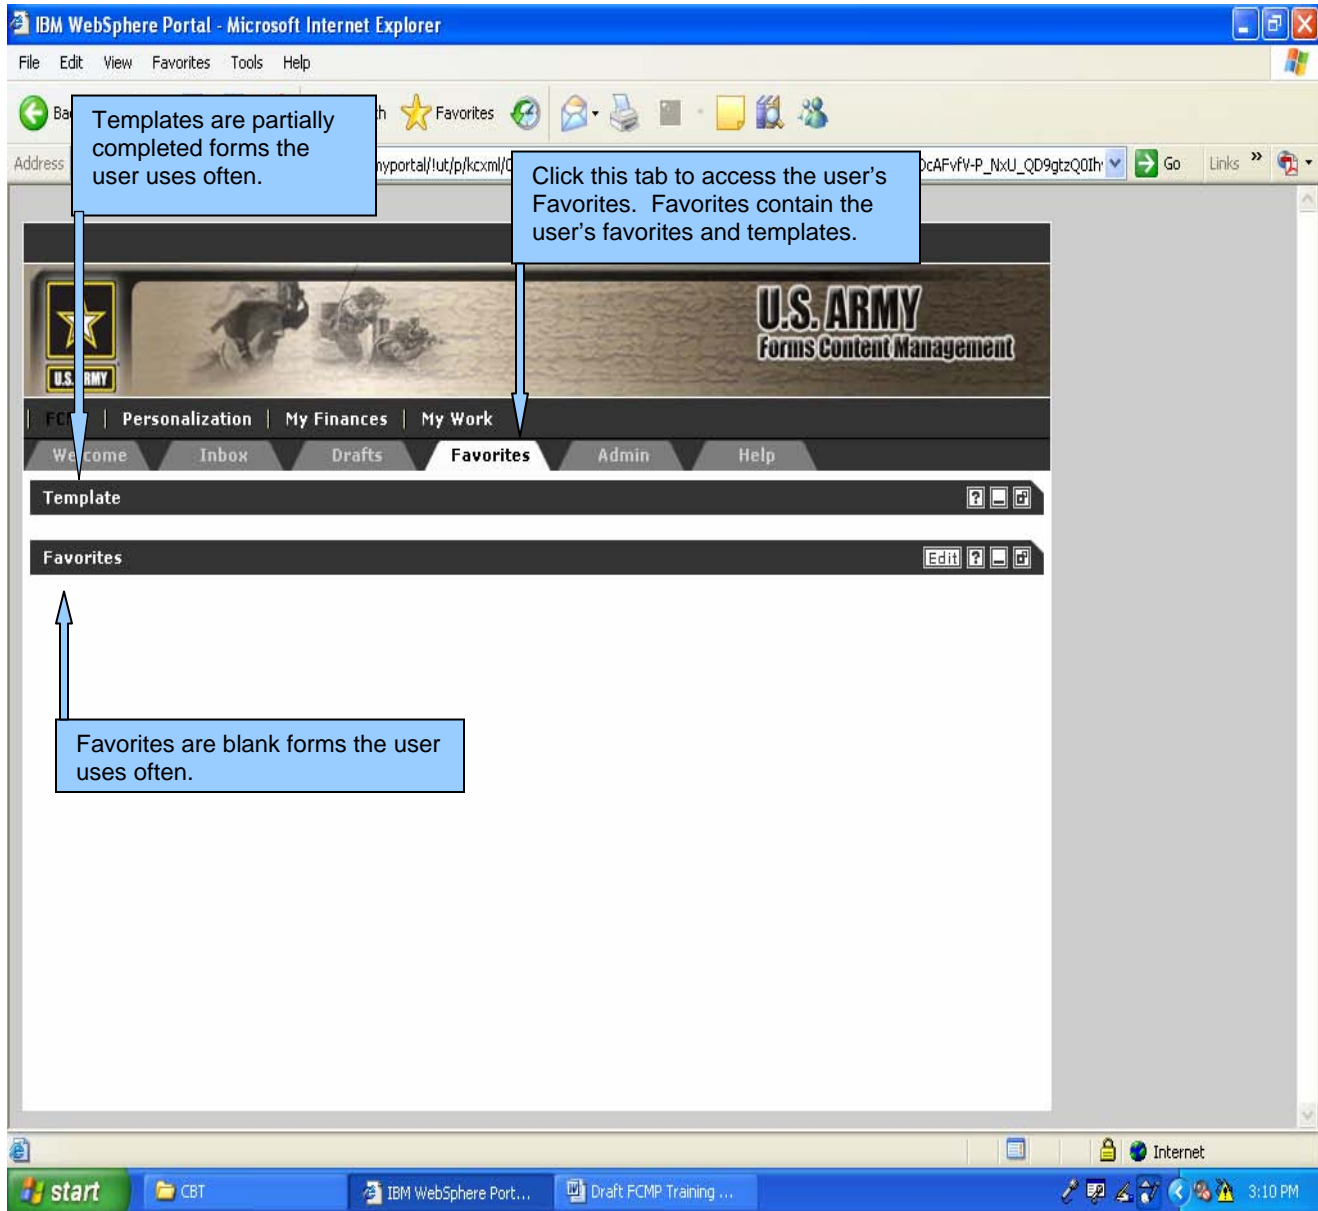 IBM WebSphere Portal - Microsoft Internet Explorer
File Edit View Favorites Tools Help
Favorites
Templates are partially
completed forms the
user uses often.
Address
Go Links »
Click this tab to access the user's
Favorites. Favorites contain the
user's favorites and templates.
U.S. ARMY
U.S. ARMY
Forms Content Management
| Personalization | My Finances | My Work
Welcome Inbox Drafts Favorites Admin Help
Template ?
Favorites Edit ?
Favorites are blank forms the user
uses often.
Internet
start CBT IBM WebSphere Port... Draft FCMP Training ... 3:10 PM